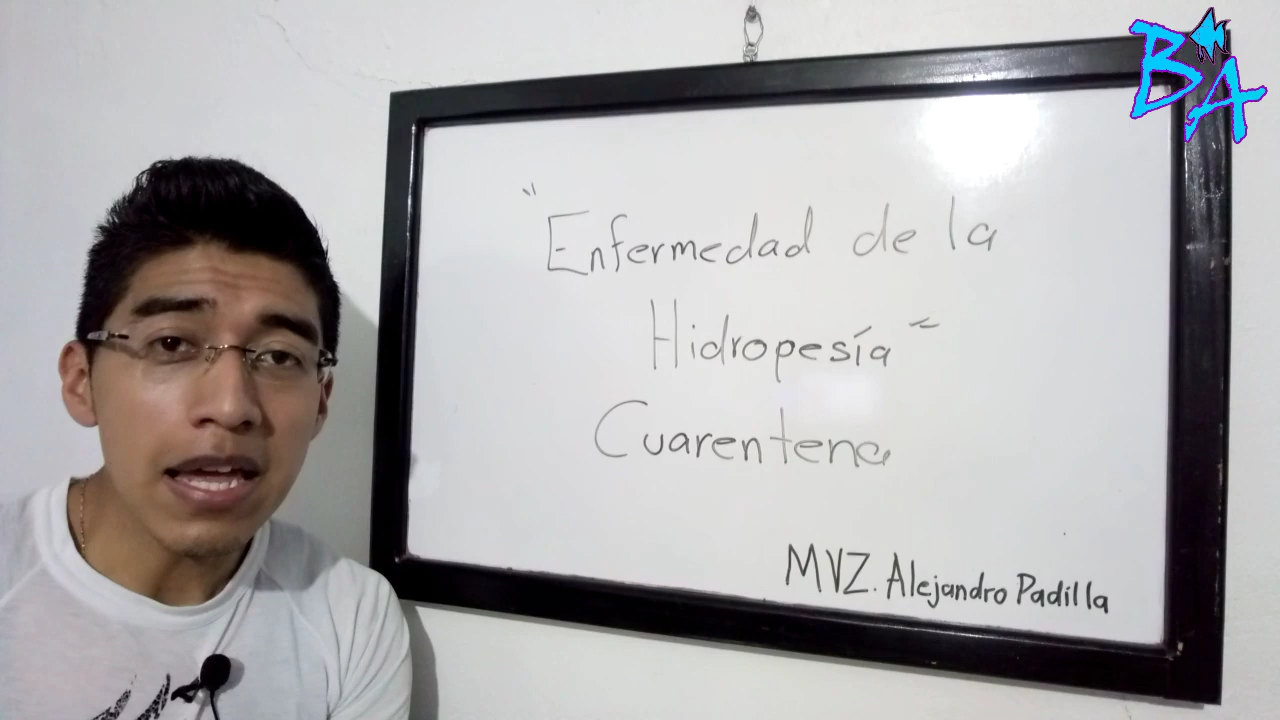 BA
"Enfermedad de la
Hidropesía"
Cuarentena
MVZ. Alejandro Padilla